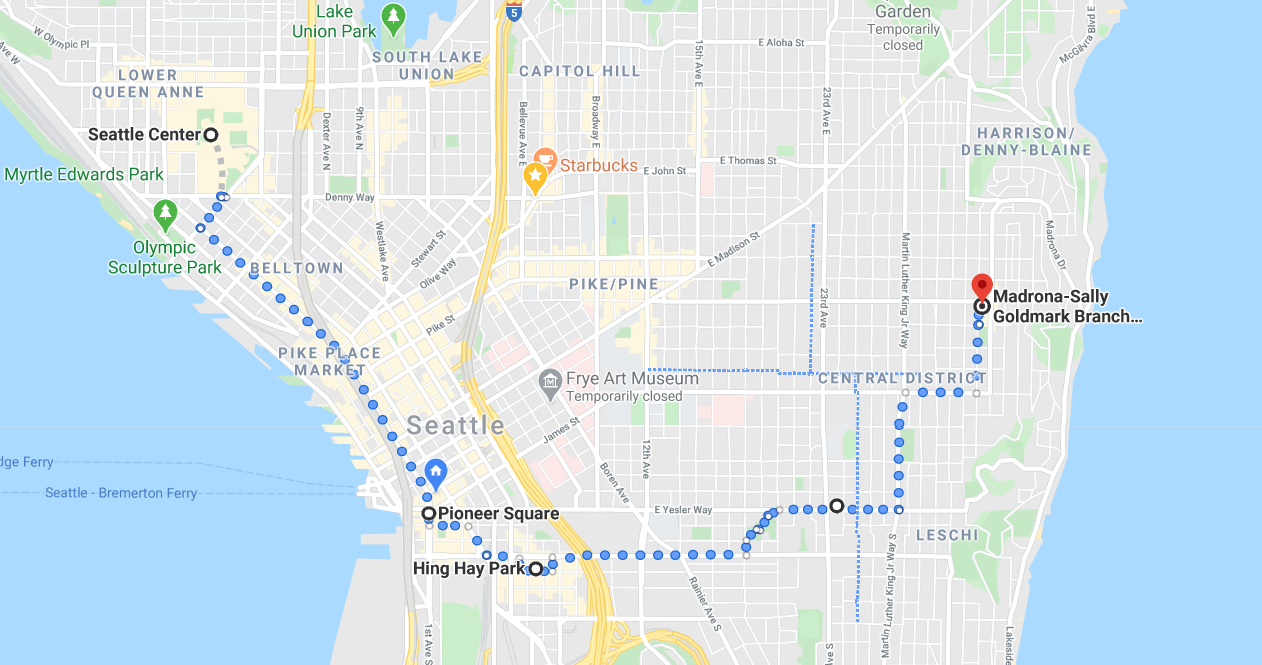 Lake
Union Park
5
Garden
Temporarily
closed
W Olympic Pl
E Aloha St
15th Ave E
McGilvra Blvd E
SOUTH LAKE
UNION
CAPITOL HILL
LOWER
QUEEN ANNE
Dexter Ave N
9th Ave N
Bellevue Ave E
Broadway E
23rd Ave E
Seattle Center
HARRISON/
DENNY-BLAINE
Starbucks
E Thomas St
E John St
Myrtle Edwards Park
Denny Way
Olympic
Sculpture Park
Westlake Ave
Stewart St
Olive Way
E Madison St
Martin Luther King Jr Way
Madrona Dr
BELLTOWN
PIKE/PINE
23rd Ave
Madrona-Sally
Goldmark Branch...
Pike St
PIKE PLACE
MARKET
Frye Art Museum
Temporarily closed
CENTRAL DISTRICT
Seattle
James St
12th Ave
Boren Ave
dge Ferry
Seattle - Bremerton Ferry
Pioneer Square
E Yesler Way
LESCHI
Hing Hay Park
Rainier Ave S
Martin Luther King Jr Way S
1st Ave S
Ave S
Lakeside